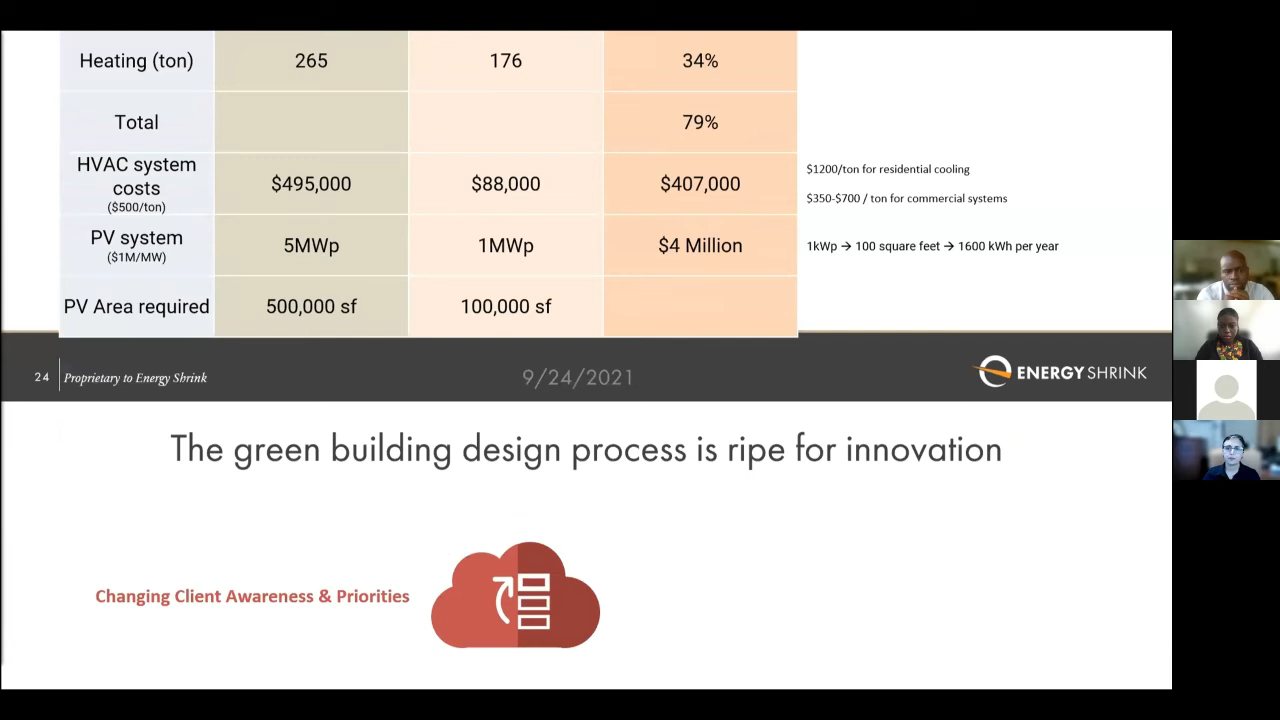 Heating (ton) 265 176 34%
Total 79%
HVAC system
costs
($500/ton)
$495,000 $88,000 $407,000
$1200/ton for residential cooling
$350-$700 / ton for commercial systems
PV system
($1M/MW)
5MWp 1MWp $4 Million
1kWp → 100 square feet → 1600 kWh per year
PV Area required 500,000 sf 100,000 sf
24 Proprietary to Energy Shrink 9/24/2021 ENERGY SHRINK
The green building design process is ripe for innovation
Changing Client Awareness & Priorities